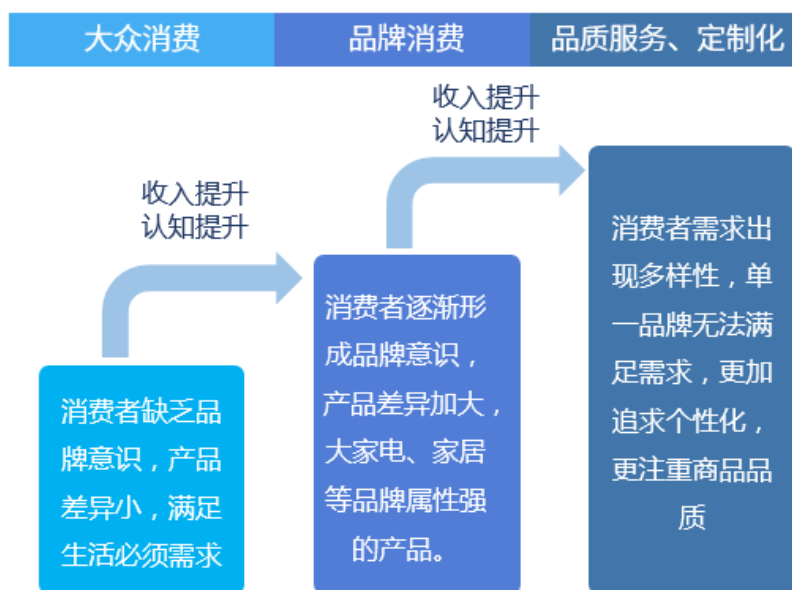 大众消费
品牌消费
品质服务、定制化
收入提升
认知提升
收入提升
认知提升
消费者缺乏品
牌意识，产品
差异小，满足
生活必须需求
消费者逐渐形
成品牌意识，
产品差异加大，
大家电、家居
等品牌属性强
的产品。
消费者需求出
现多样性，单
一品牌无法满
足需求，更加
追求个性化，
更注重商品品
质